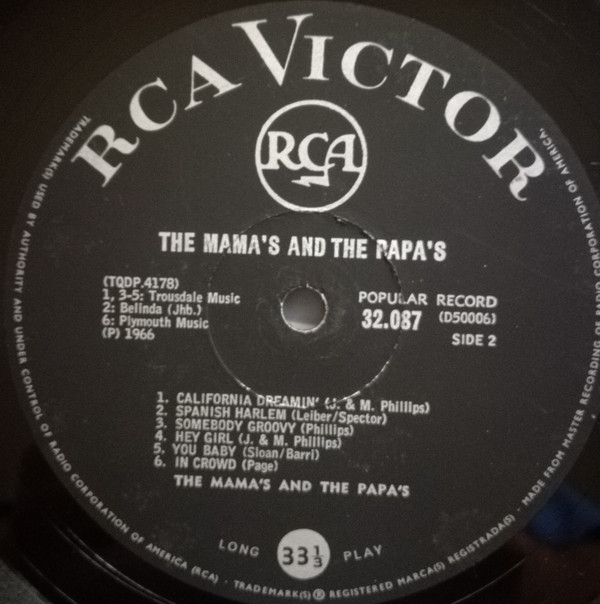 RCA VICTOR
RCA
THE MAMA'S AND THE PAPA'S
(TQDP.4178)
1, 3-5: Trousdale Music
2: Belinda (Jhb.)
6: Plymouth Music
(P) 1966
POPULAR RECORD
32.087 (D50006)
SIDE 2
1. CALIFORNIA DREAMIN' (J. & M. Phillips)
2. SPANISH HARLEM (Leiber/Spector)
3. SOMEBODY GROOVY (Phillips)
4. HEY GIRL (J. & M. Phillips)
5. YOU BABY (Sloan/Barri)
6. IN CROWD (Page)
THE MAMA'S AND THE PAPA'S
LONG 33⅓ PLAY
TRADEMARK(S) USED BY AUTHORITY AND UNDER CONTROL OF RADIO CORPORATION OF AMERICA (RCA) · TRADEMARK(S) ® REGISTERED MARCA(S) REGISTRADA(S) · MADE FROM MASTER RECORDING OF RADIO CORPORATION OF AMERICA.